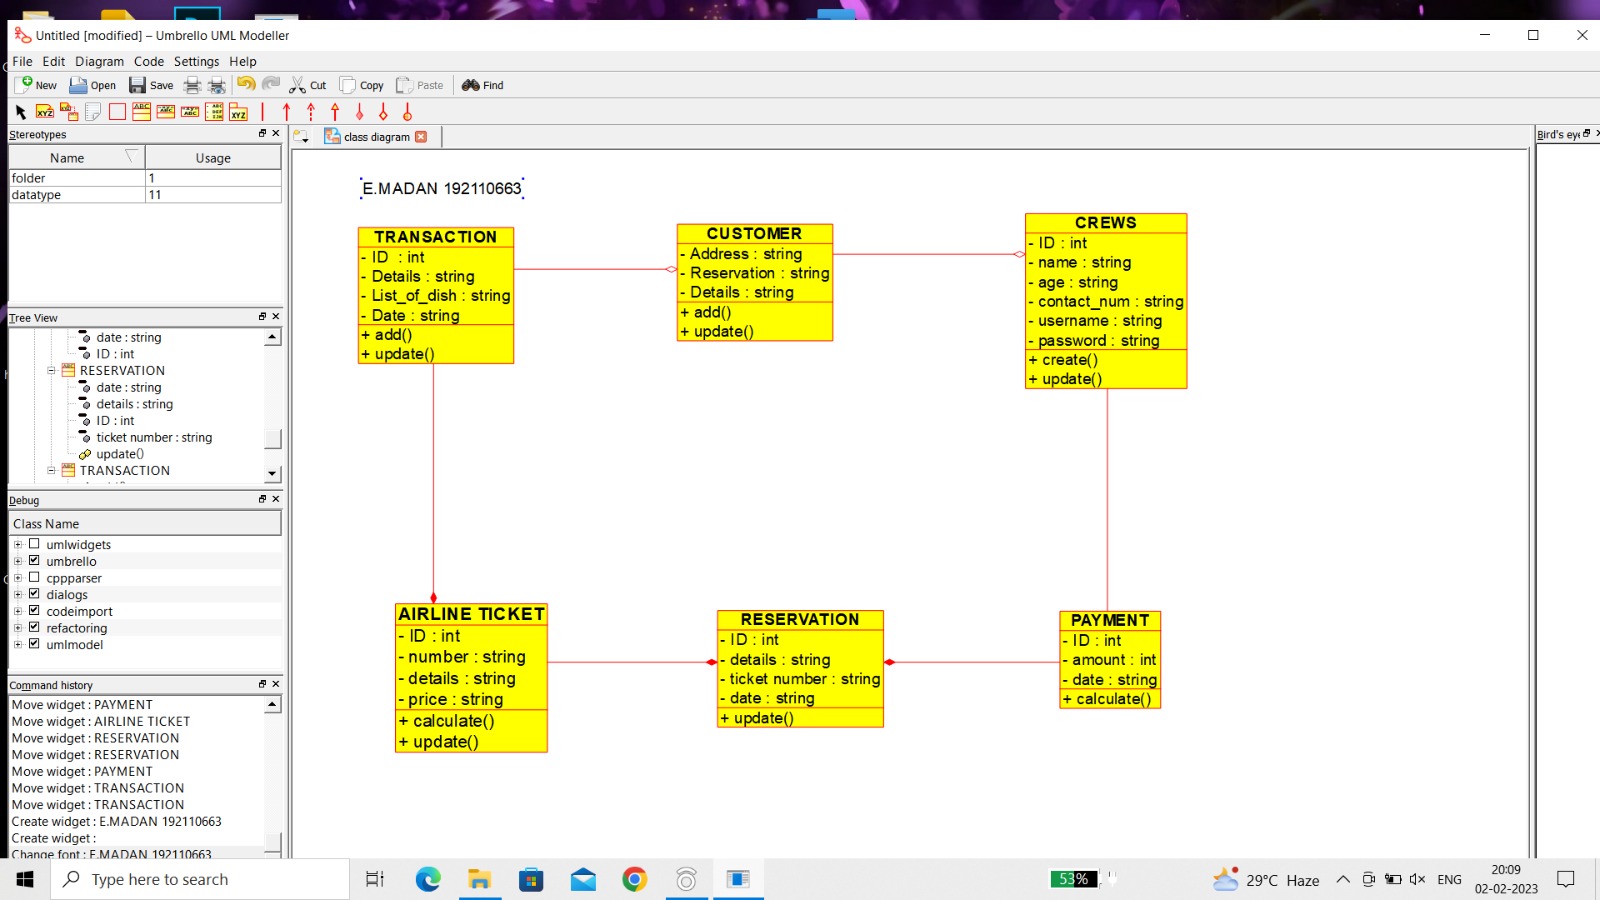 Untitled [modified] – Umbrello UML Modeller
File Edit Diagram Code Settings Help
New Open Save Cut Copy Paste Find
Stereotypes
Name Usage
folder 1
datatype 11
Tree View
date : string
ID : int
RESERVATION
date : string
details : string
ID : int
ticket number : string
update()
TRANSACTION
Debug
Class Name
umlwidgets
umbrello
cppparser
dialogs
codeimport
refactoring
umlmodel
Command history
Move widget : PAYMENT
Move widget : AIRLINE TICKET
Move widget : RESERVATION
Move widget : RESERVATION
Move widget : PAYMENT
Move widget : TRANSACTION
Move widget : TRANSACTION
Create widget : E.MADAN 192110663
Create widget :
Change font : E.MADAN 192110663
class diagram
Bird's eye
E.MADAN 192110663
TRANSACTION
- ID : int
- Details : string
- List_of_dish : string
- Date : string
+ add()
+ update()
CUSTOMER
- Address : string
- Reservation : string
- Details : string
+ add()
+ update()
CREWS
- ID : int
- name : string
- age : string
- contact_num : string
- username : string
- password : string
+ create()
+ update()
AIRLINE TICKET
- ID : int
- number : string
- details : string
- price : string
+ calculate()
+ update()
RESERVATION
- ID : int
- details : string
- ticket number : string
- date : string
+ update()
PAYMENT
- ID : int
- amount : int
- date : string
+ calculate()
Type here to search
53%
29°C Haze
ENG
20:09
02-02-2023